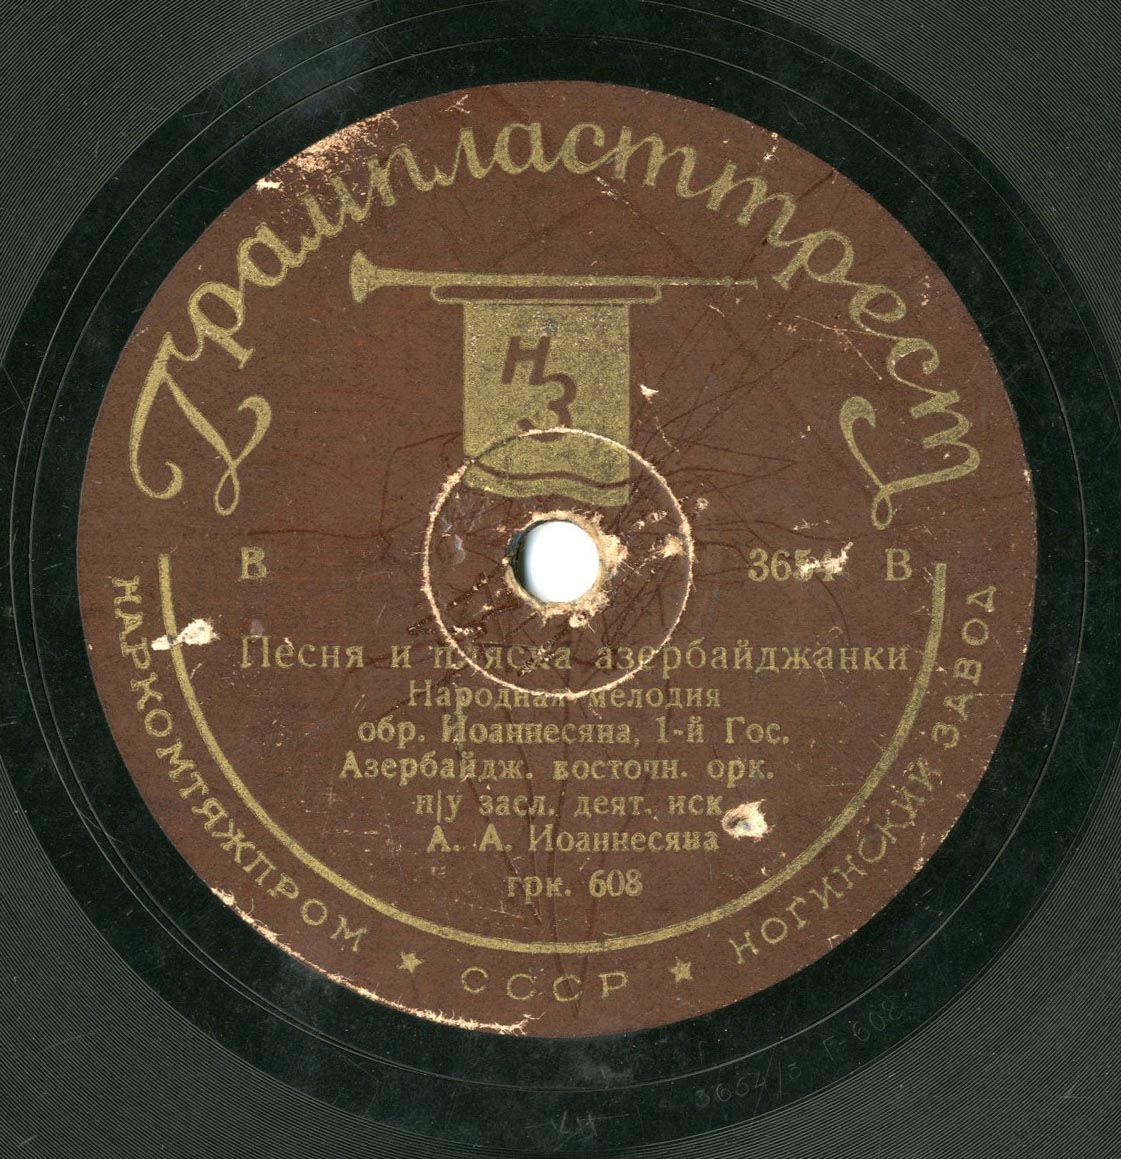 Грампласттрест
НЗ
В 3654 В
Песня и пляска азербайджанки
Народная мелодия
обр. Иоаннесяна, 1-й Гос.
Азербайдж. восточн. орк.
п/у засл. деят. иск.
А. А. Иоаннесяна
грк. 608
НАРКОМТЯЖПРОМ ★ СССР ★ НОГИНСКИЙ ЗАВОД
3654/3 Г-608